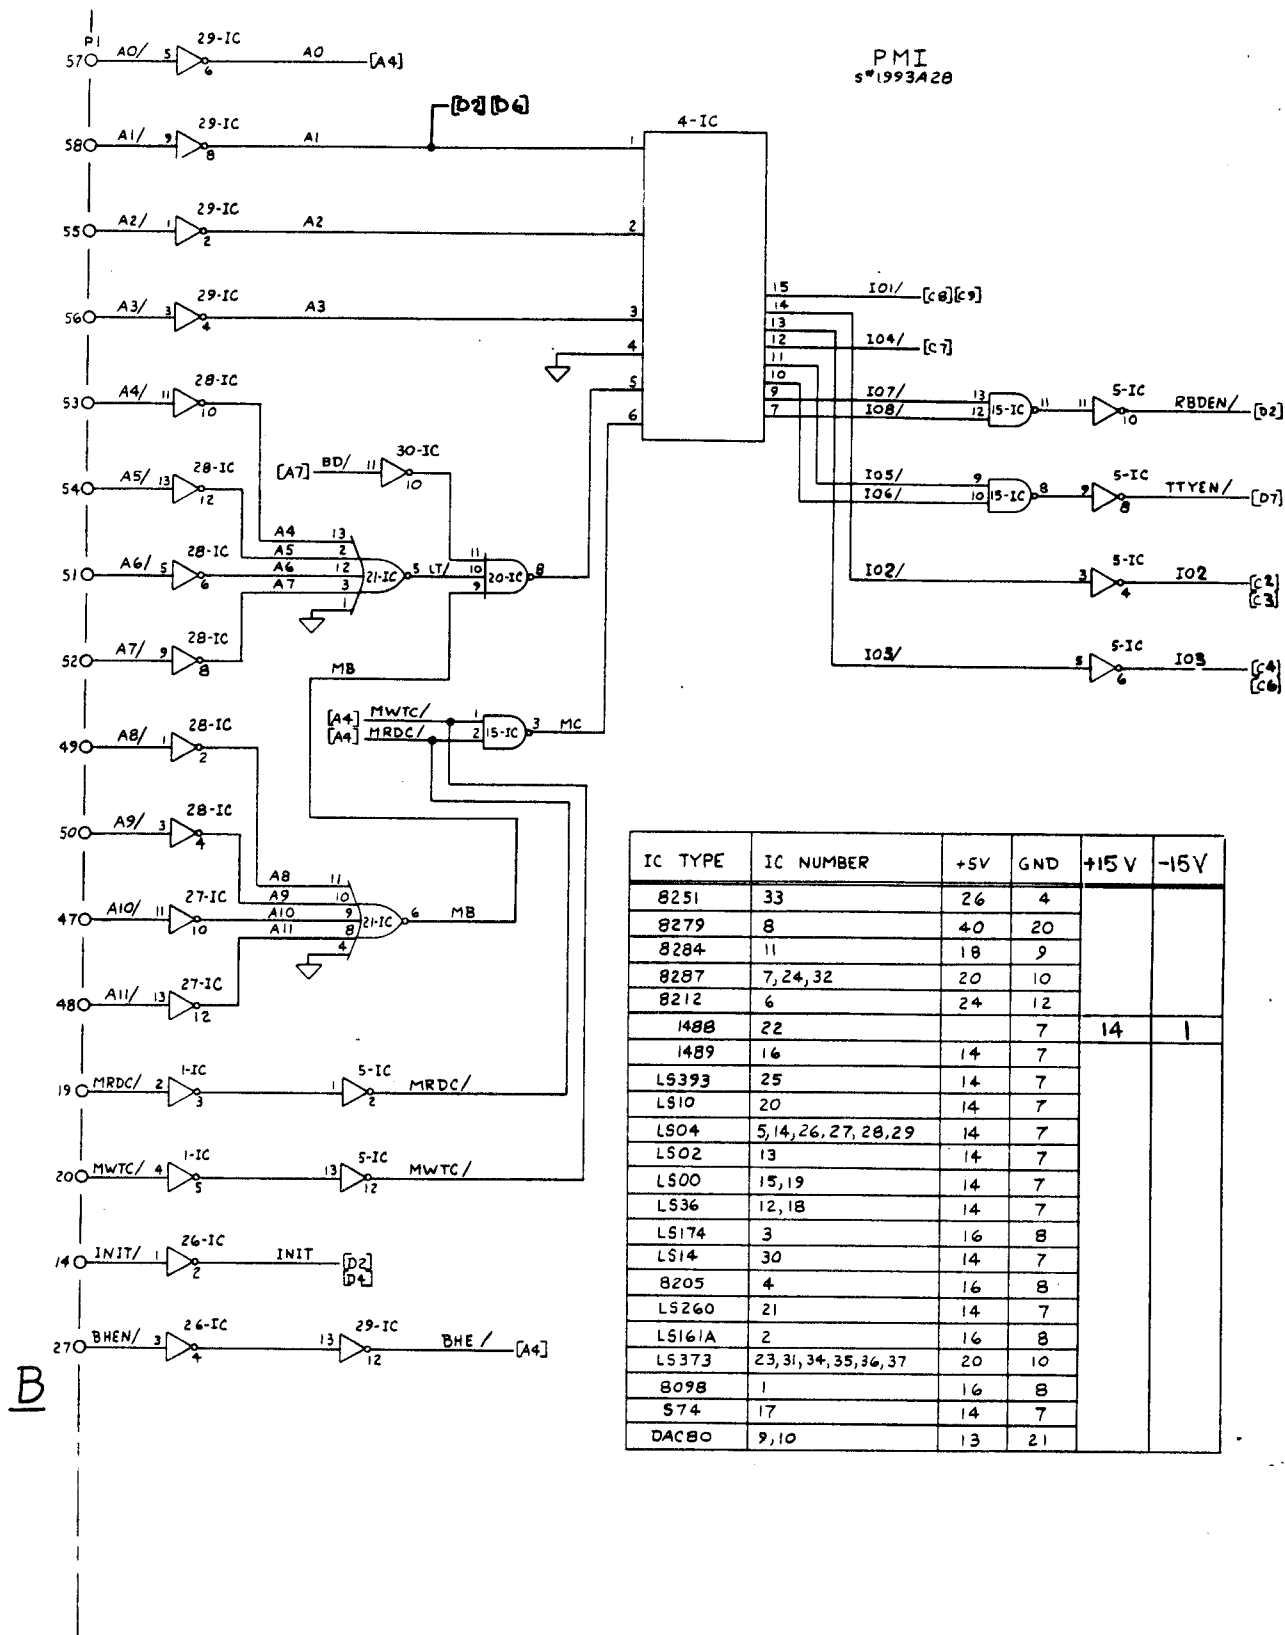 PMI
S#1993A28
P1
57 A0/ 5 29-IC 6 A0 [A4]
[D2][D6]
58 A1/ 9 29-IC 8 A1 1
4-IC
55 A2/ 1 29-IC 2 A2 2
56 A3/ 3 29-IC 4 A3 3
4
5
6
15 IO1/ [C8][C9]
14
13
12 IO4/ [C7]
11
10
9 IO7/ 13 15-IC 11 11 5-IC 10 RBDEN/ [D2]
7 IO8/ 12
IO5/ 9 15-IC 8 9 5-IC 8 TTYEN/ [D7]
IO6/ 10
IO2/ 3 5-IC 4 IO2 [C2]
[C3]
IO3/ 5 5-IC 6 IO3 [C4]
[C6]
53 A4/ 11 28-IC 10
54 A5/ 13 28-IC 12
[A7] BD/ 11 30-IC 10
51 A6/ 5 28-IC 6
52 A7/ 9 28-IC 8
A4 13
A5 2
A6 12 21-IC 5 LT/
A7 3
1
11
10 20-IC 8
9
MB
[A4] MWTC/ 1 15-IC 3 MC
[A4] MRDC/ 2
49 A8/ 1 28-IC 2
50 A9/ 3 28-IC 4
47 A10/ 11 27-IC 10
48 A11/ 13 27-IC 12
A8 11
A9 10
A10 9 21-IC 6 MB
A11 8
4
19 MRDC/ 2 1-IC 3 1 5-IC 2 MRDC/
20 MWTC/ 4 1-IC 5 13 5-IC 12 MWTC/
14 INIT/ 1 26-IC 2 INIT [D2]
[D4]
27 BHEN/ 3 26-IC 4 13 29-IC 12 BHE/ [A4]
B
IC TYPE IC NUMBER +5V GND +15V -15V
8251 33 26 4
8279 8 40 20
8284 11 18 9
8287 7,24,32 20 10
8212 6 24 12
1488 22 7 14 1
1489 16 14 7
LS393 25 14 7
LS10 20 14 7
LS04 5,14,26,27,28,29 14 7
LS02 13 14 7
LS00 15,19 14 7
LS36 12,18 14 7
LS174 3 16 8
LS14 30 14 7
8205 4 16 8
LS260 21 14 7
LS161A 2 16 8
LS373 23,31,34,35,36,37 20 10
8098 1 16 8
S74 17 14 7
DAC80 9,10 13 21